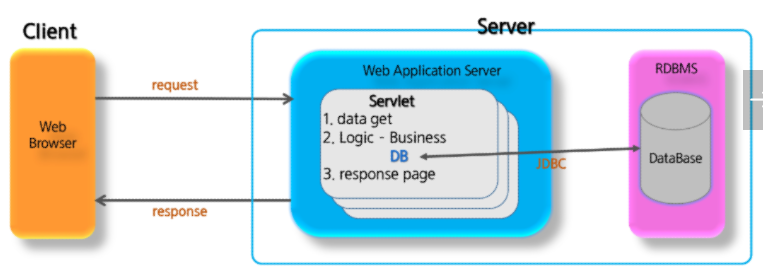 Client
Server
request
Web Application Server
RDBMS
Servlet
1. data get
2. Logic - Business
DB
3. response page
Web
Browser
JDBC
DataBase
response